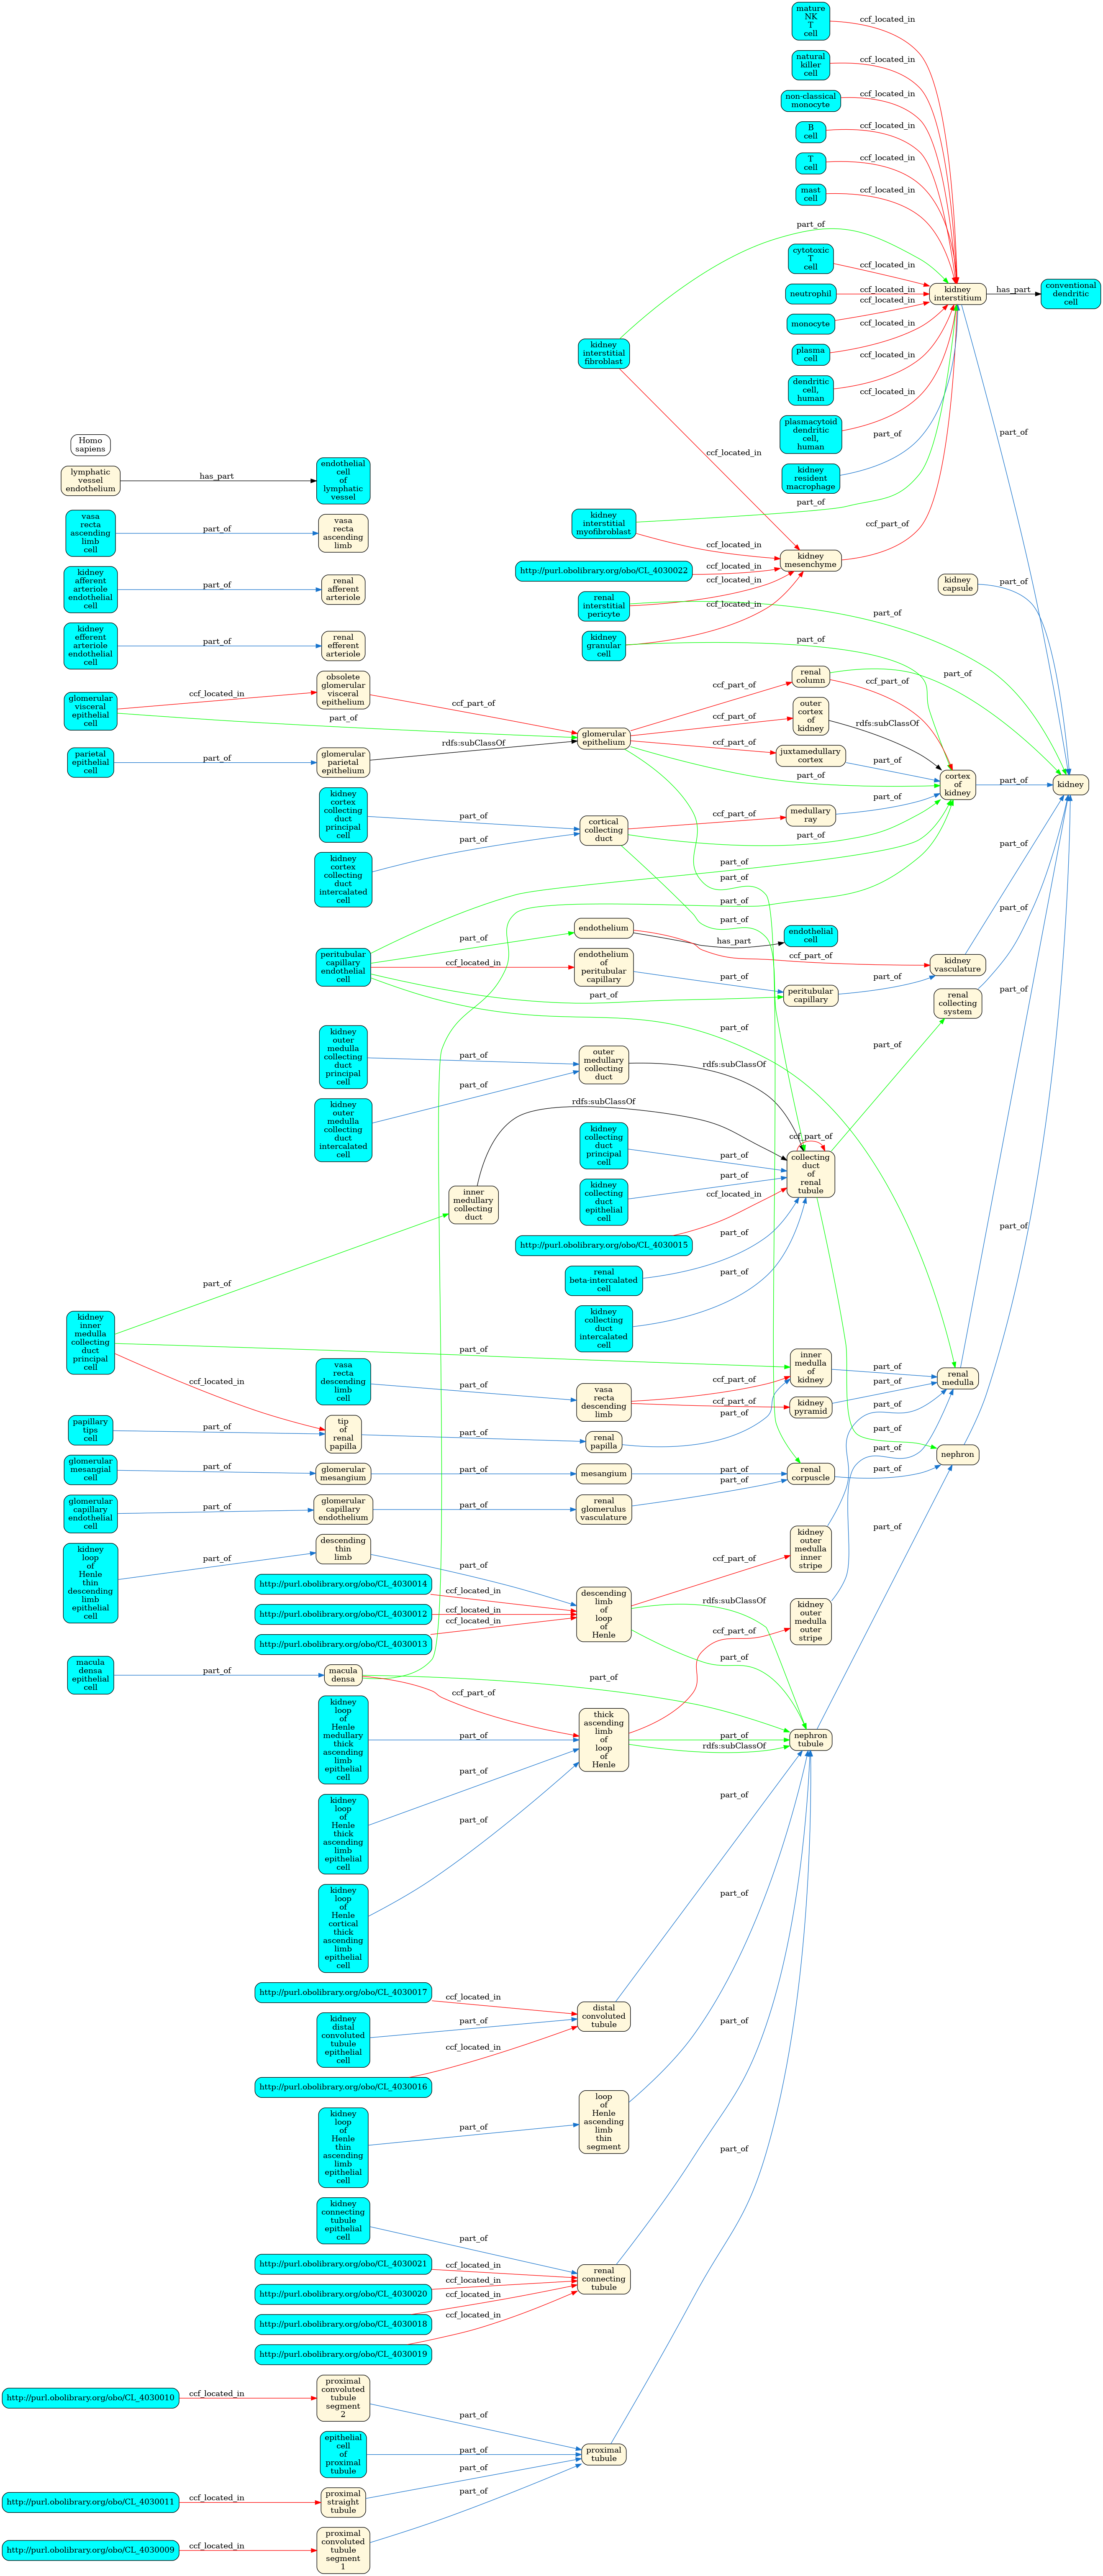 mature
NK
T
cell
ccf_located_in
natural
killer
cell
ccf_located_in
non-classical
monocyte
ccf_located_in
B
cell
ccf_located_in
T
cell
ccf_located_in
mast
cell
ccf_located_in
part_of
cytotoxic
T
cell
ccf_located_in
neutrophil
ccf_located_in
kidney
interstitium
has_part
conventional
dendritic
cell
monocyte
ccf_located_in
kidney
interstitial
fibroblast
plasma
cell
ccf_located_in
dendritic
cell,
human
ccf_located_in
plasmacytoid
dendritic
cell,
human
ccf_located_in
part_of
part_of
kidney
resident
macrophage
ccf_located_in
Homo
sapiens
lymphatic
vessel
endothelium
has_part
endothelial
cell
of
lymphatic
vessel
vasa
recta
ascending
limb
cell
part_of
vasa
recta
ascending
limb
kidney
interstitial
myofibroblast
part_of
ccf_located_in
ccf_part_of
kidney
mesenchyme
http://purl.obolibrary.org/obo/CL_4030022
ccf_located_in
ccf_located_in
kidney
afferent
arteriole
endothelial
cell
part_of
renal
afferent
arteriole
renal
interstitial
pericyte
ccf_located_in
part_of
kidney
capsule
part_of
kidney
efferent
arteriole
endothelial
cell
part_of
renal
efferent
arteriole
kidney
granular
cell
part_of
glomerular
visceral
epithelial
cell
ccf_located_in
part_of
obsolete
glomerular
visceral
epithelium
ccf_part_of
glomerular
epithelium
ccf_part_of
renal
column
part_of
ccf_part_of
ccf_part_of
outer
cortex
of
kidney
rdfs:subClassOf
parietal
epithelial
cell
part_of
glomerular
parietal
epithelium
rdfs:subClassOf
ccf_part_of
juxtamedullary
cortex
part_of
part_of
cortex
of
kidney
part_of
kidney
kidney
cortex
collecting
duct
principal
cell
part_of
cortical
collecting
duct
ccf_part_of
medullary
ray
part_of
part_of
kidney
cortex
collecting
duct
intercalated
cell
part_of
part_of
part_of
part_of
part_of
part_of
peritubular
capillary
endothelial
cell
part_of
ccf_located_in
part_of
part_of
endothelium
has_part
ccf_part_of
endothelial
cell
endothelium
of
peritubular
capillary
part_of
peritubular
capillary
part_of
kidney
vasculature
part_of
renal
collecting
system
part_of
kidney
outer
medulla
collecting
duct
principal
cell
part_of
outer
medullary
collecting
duct
rdfs:subClassOf
part_of
kidney
outer
medulla
collecting
duct
intercalated
cell
part_of
rdfs:subClassOf
inner
medullary
collecting
duct
kidney
collecting
duct
principal
cell
part_of
ccf_part_of
collecting
duct
of
renal
tubule
kidney
collecting
duct
epithelial
cell
part_of
http://purl.obolibrary.org/obo/CL_4030015
ccf_located_in
renal
beta-intercalated
cell
part_of
kidney
collecting
duct
intercalated
cell
part_of
part_of
kidney
inner
medulla
collecting
duct
principal
cell
part_of
part_of
ccf_located_in
vasa
recta
descending
limb
cell
part_of
vasa
recta
descending
limb
ccf_part_of
ccf_part_of
inner
medulla
of
kidney
part_of
renal
medulla
kidney
pyramid
part_of
papillary
tips
cell
part_of
tip
of
renal
papilla
part_of
renal
papilla
part_of
part_of
part_of
nephron
glomerular
mesangial
cell
part_of
glomerular
mesangium
part_of
mesangium
part_of
renal
corpuscle
part_of
glomerular
capillary
endothelial
cell
part_of
glomerular
capillary
endothelium
part_of
renal
glomerulus
vasculature
part_of
part_of
kidney
loop
of
Henle
thin
descending
limb
epithelial
cell
part_of
descending
thin
limb
part_of
ccf_part_of
kidney
outer
medulla
inner
stripe
http://purl.obolibrary.org/obo/CL_4030014
ccf_located_in
http://purl.obolibrary.org/obo/CL_4030012
ccf_located_in
http://purl.obolibrary.org/obo/CL_4030013
ccf_located_in
descending
limb
of
loop
of
Henle
rdfs:subClassOf
part_of
ccf_part_of
kidney
outer
medulla
outer
stripe
macula
densa
epithelial
cell
part_of
macula
densa
part_of
ccf_part_of
kidney
loop
of
Henle
medullary
thick
ascending
limb
epithelial
cell
part_of
thick
ascending
limb
of
loop
of
Henle
part_of
rdfs:subClassOf
nephron
tubule
part_of
kidney
loop
of
Henle
thick
ascending
limb
epithelial
cell
part_of
part_of
kidney
loop
of
Henle
cortical
thick
ascending
limb
epithelial
cell
part_of
http://purl.obolibrary.org/obo/CL_4030017
ccf_located_in
distal
convoluted
tubule
part_of
kidney
distal
convoluted
tubule
epithelial
cell
part_of
ccf_located_in
http://purl.obolibrary.org/obo/CL_4030016
kidney
loop
of
Henle
thin
ascending
limb
epithelial
cell
part_of
loop
of
Henle
ascending
limb
thin
segment
part_of
kidney
connecting
tubule
epithelial
cell
part_of
part_of
http://purl.obolibrary.org/obo/CL_4030021
ccf_located_in
renal
connecting
tubule
http://purl.obolibrary.org/obo/CL_4030020
ccf_located_in
http://purl.obolibrary.org/obo/CL_4030018
ccf_located_in
http://purl.obolibrary.org/obo/CL_4030019
ccf_located_in
http://purl.obolibrary.org/obo/CL_4030010
ccf_located_in
proximal
convoluted
tubule
segment
2
part_of
epithelial
cell
of
proximal
tubule
part_of
proximal
tubule
http://purl.obolibrary.org/obo/CL_4030011
ccf_located_in
proximal
straight
tubule
part_of
http://purl.obolibrary.org/obo/CL_4030009
ccf_located_in
proximal
convoluted
tubule
segment
1
part_of